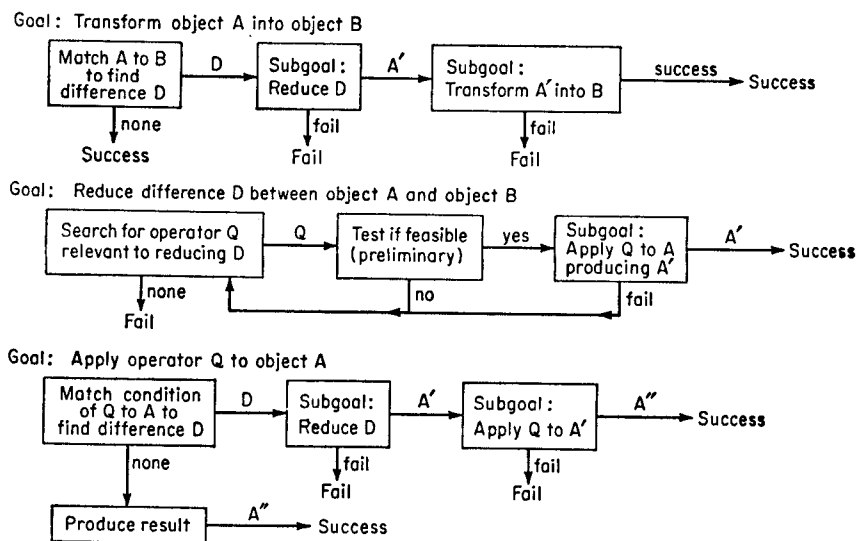 Goal: Transform object A into object B
Match A to B
to find
difference D
D
Subgoal:
Reduce D
A′
Subgoal:
Transform A′ into B
success
Success
none
Success
fail
Fail
fail
Fail
Goal: Reduce difference D between object A and object B
Search for operator Q
relevant to reducing D
Q
Test if feasible
(preliminary)
yes
Subgoal:
Apply Q to A
producing A′
A′
Success
none
Fail
no
fail
Goal: Apply operator Q to object A
Match condition
of Q to A to
find difference D
D
Subgoal:
Reduce D
A′
Subgoal:
Apply Q to A′
A″
Success
none
fail
Fail
fail
Fail
Produce result
A″
Success